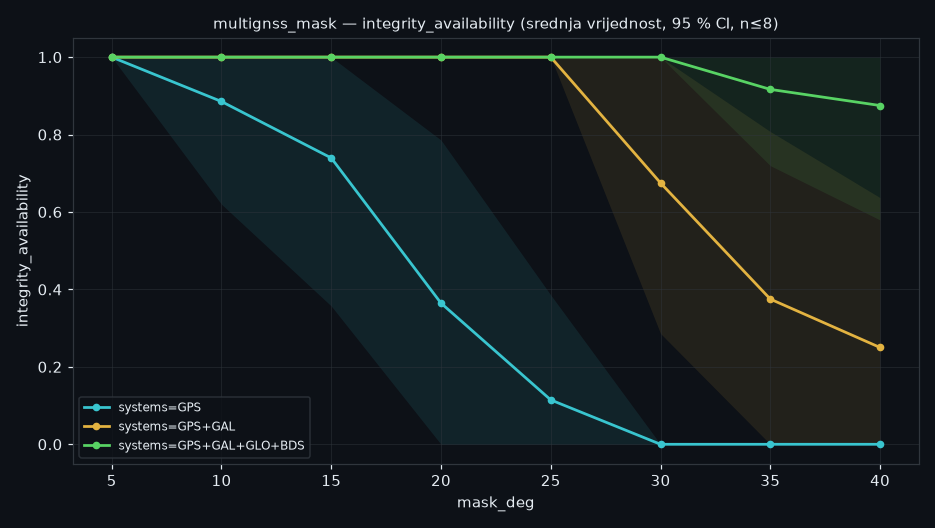 multignss_mask — integrity_availability (srednja vrijednost, 95 % CI, n≤8)
integrity_availability
1.0
0.8
0.6
0.4
0.2
0.0
systems=GPS
systems=GPS+GAL
systems=GPS+GAL+GLO+BDS
5 10 15 20 25 30 35 40
mask_deg